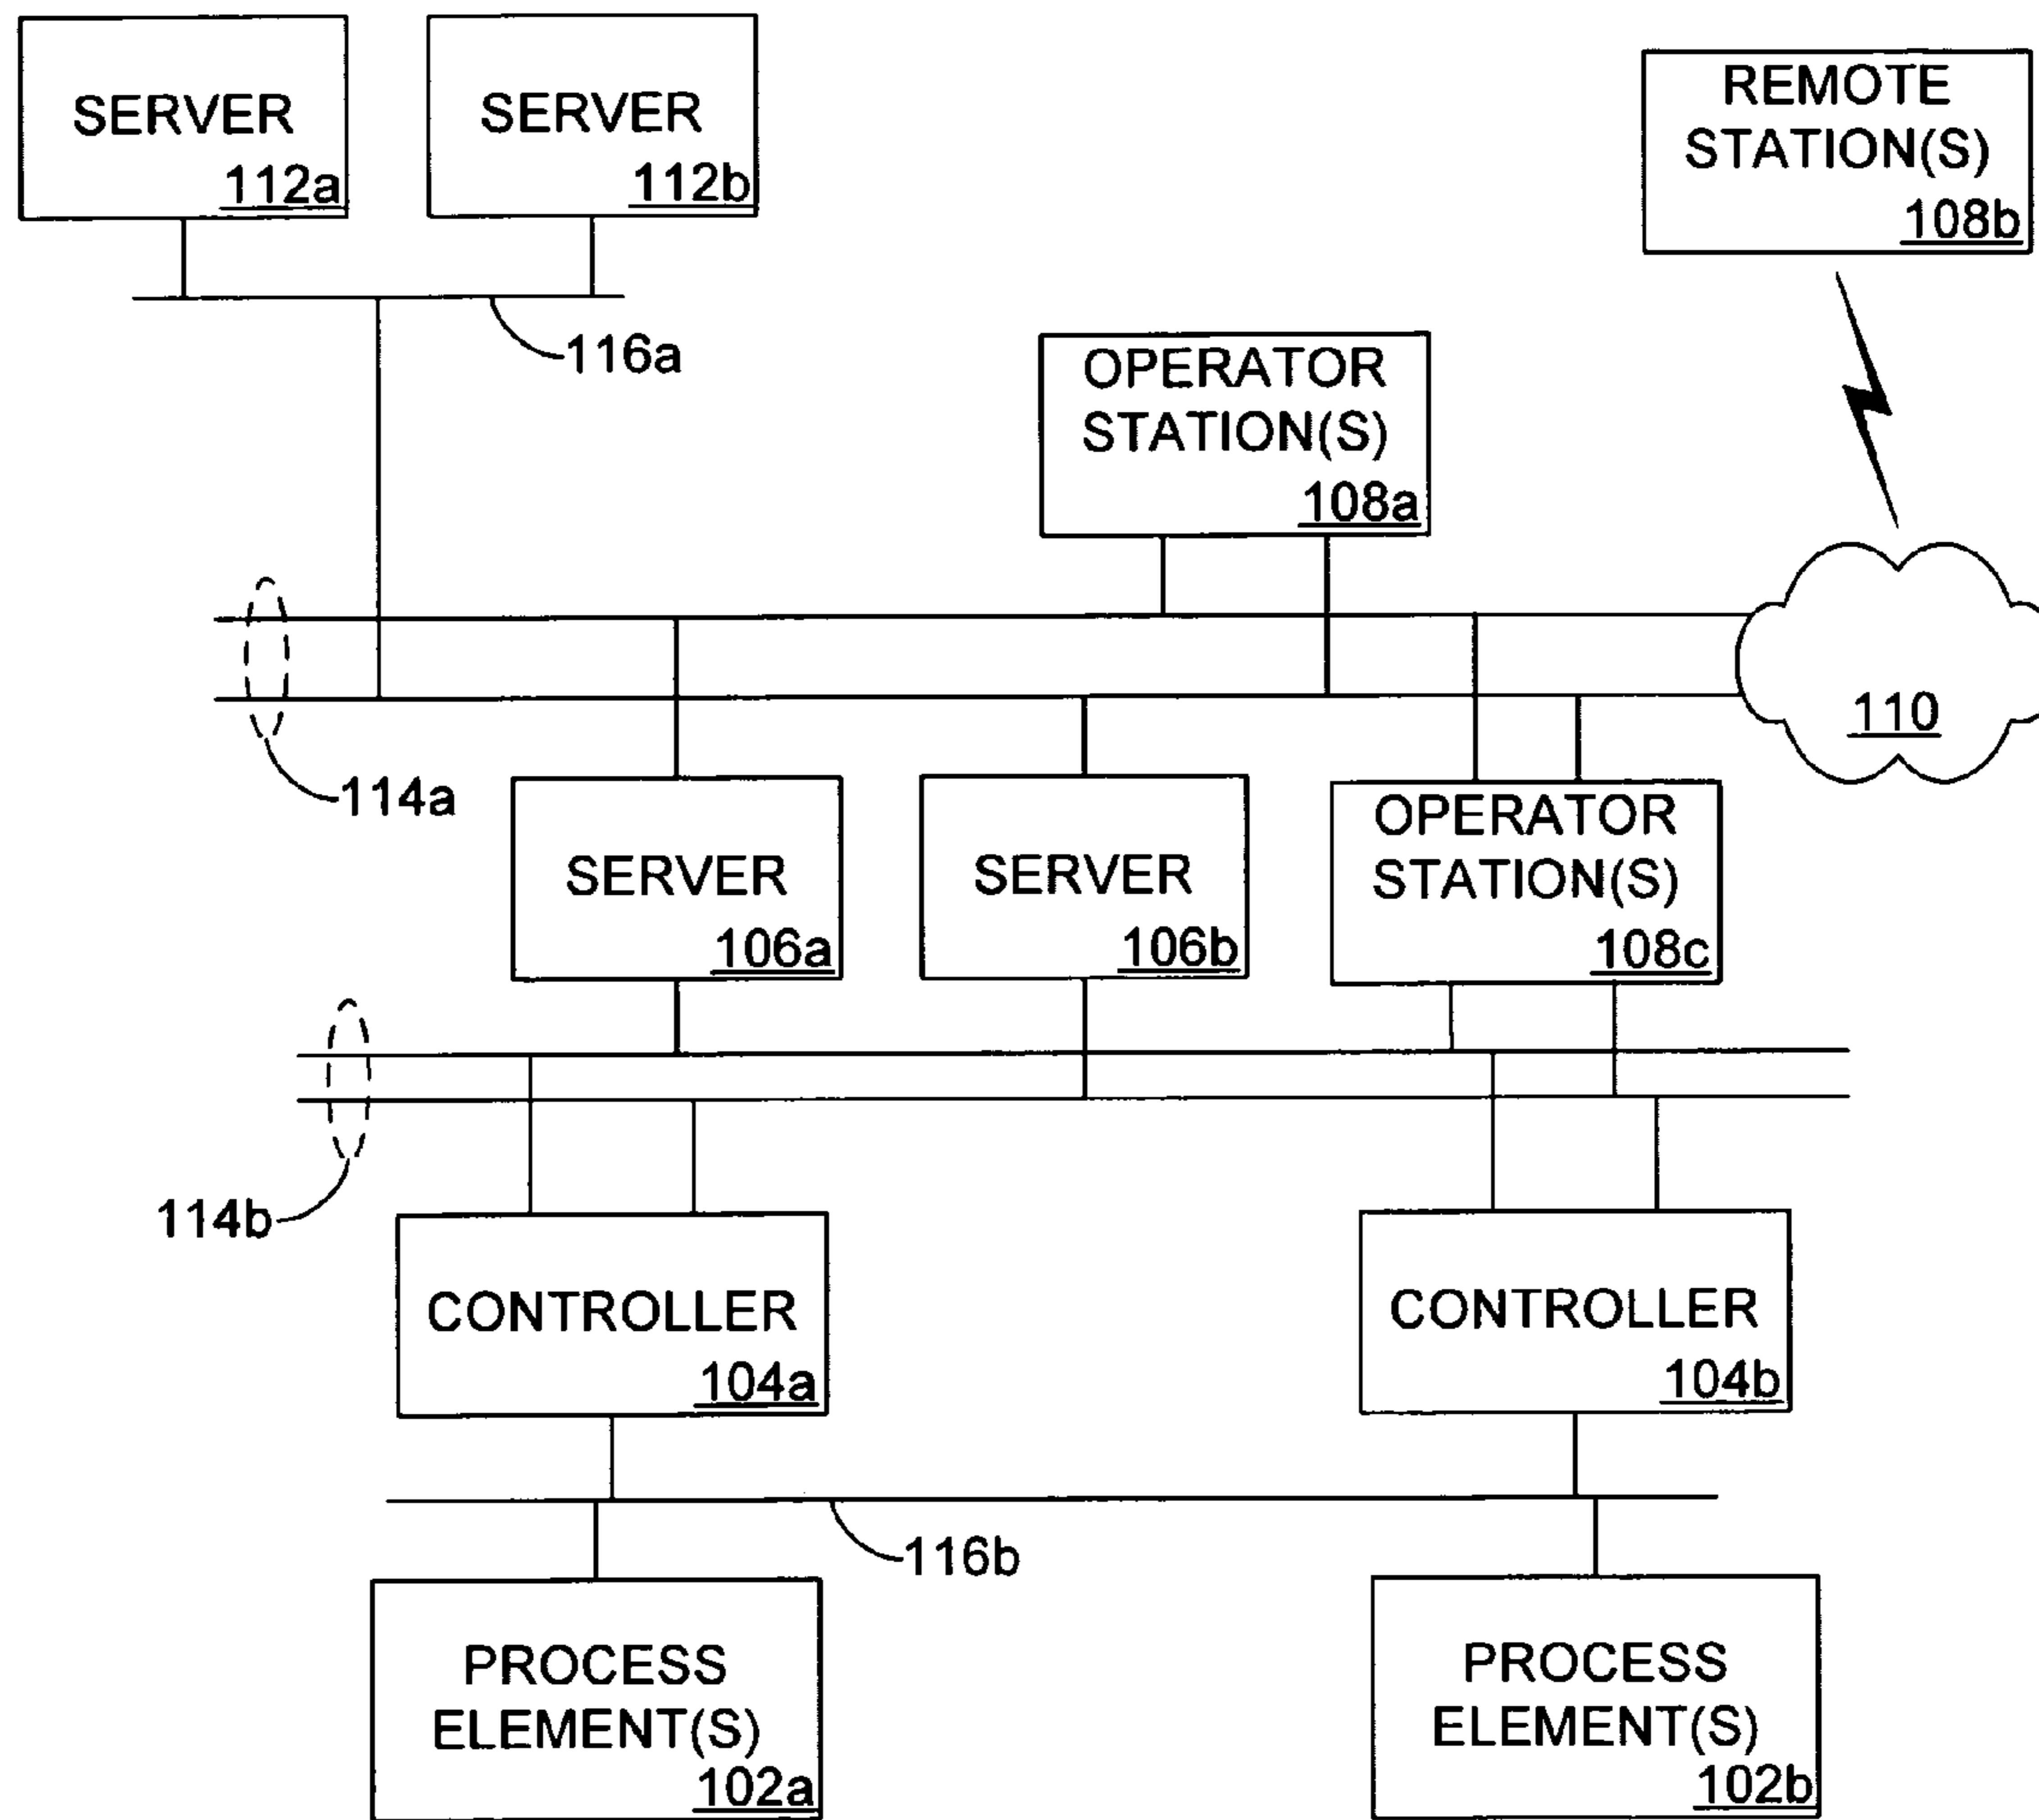 SERVER
112a
SERVER
112b
REMOTE
STATION(S)
108b
116a
OPERATOR
STATION(S)
108a
110
114a
SERVER
106a
SERVER
106b
OPERATOR
STATION(S)
108c
114b
CONTROLLER
104a
CONTROLLER
104b
116b
PROCESS
ELEMENT(S)
102a
PROCESS
ELEMENT(S)
102b